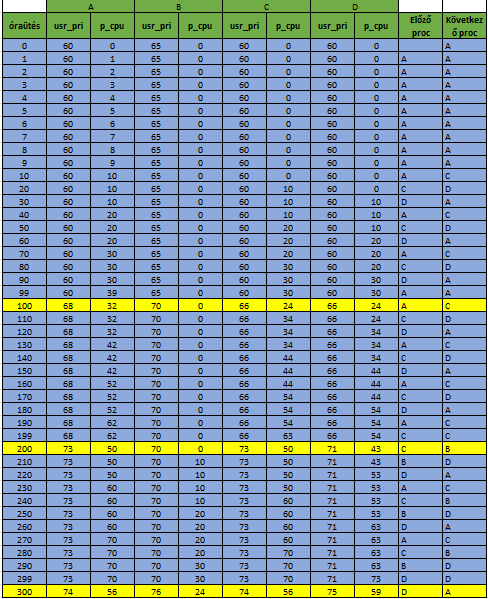 A B C D
óraütés usr_pri p_cpu usr_pri p_cpu usr_pri p_cpu usr_pri p_cpu Előző proc Következő proc
0 60 0 65 0 60 0 60 0 A
1 60 1 65 0 60 0 60 0 A A
2 60 2 65 0 60 0 60 0 A A
3 60 3 65 0 60 0 60 0 A A
4 60 4 65 0 60 0 60 0 A A
5 60 5 65 0 60 0 60 0 A A
6 60 6 65 0 60 0 60 0 A A
7 60 7 65 0 60 0 60 0 A A
8 60 8 65 0 60 0 60 0 A A
9 60 9 65 0 60 0 60 0 A A
10 60 10 65 0 60 0 60 0 A C
20 60 10 65 0 60 10 60 0 C D
30 60 10 65 0 60 10 60 10 D A
40 60 20 65 0 60 10 60 10 A C
50 60 20 65 0 60 20 60 10 C D
60 60 20 65 0 60 20 60 20 D A
70 60 30 65 0 60 20 60 20 A C
80 60 30 65 0 60 30 60 20 C D
90 60 30 65 0 60 30 60 30 D A
99 60 39 65 0 60 30 60 30 A A
100 68 32 70 0 66 24 66 24 A C
110 68 32 70 0 66 34 66 24 C D
120 68 32 70 0 66 34 66 34 D A
130 68 42 70 0 66 34 66 34 A C
140 68 42 70 0 66 44 66 34 C D
150 68 42 70 0 66 44 66 44 D A
160 68 52 70 0 66 44 66 44 A C
170 68 52 70 0 66 54 66 44 C D
180 68 52 70 0 66 54 66 54 D A
190 68 62 70 0 66 54 66 54 A C
199 68 62 70 0 66 63 66 54 C C
200 73 50 70 0 73 50 71 43 C B
210 73 50 70 10 73 50 71 43 B D
220 73 50 70 10 73 50 71 53 D A
230 73 60 70 10 73 50 71 53 A C
240 73 60 70 10 73 60 71 53 C B
250 73 60 70 20 73 60 71 53 B D
260 73 60 70 20 73 60 71 63 D A
270 73 70 70 20 73 60 71 63 A C
280 73 70 70 20 73 70 71 63 C B
290 73 70 70 30 73 70 71 63 B D
299 73 70 70 30 73 70 71 73 D D
300 74 56 76 24 74 56 75 59 D A